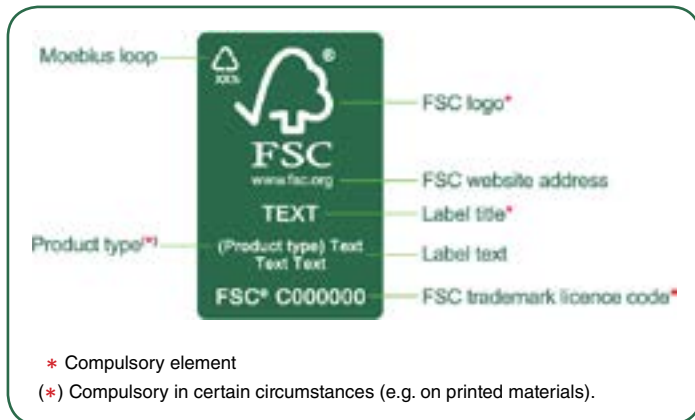 Moebius loop
XX%
®
FSC logo*
FSC
www.fsc.org
FSC website address
TEXT
Label title*
Product type(*)
(Product type) Text
Text Text
Label text
FSC® C000000
FSC trademark licence code*
* Compulsory element
(*) Compulsory in certain circumstances (e.g. on printed materials).